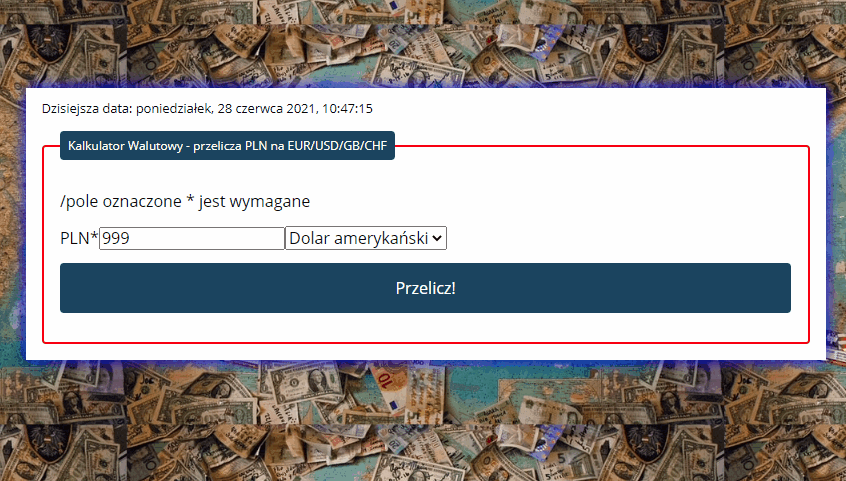 Dzisiejsza data: poniedziałek, 28 czerwca 2021, 10:47:15
Kalkulator Walutowy - przelicza PLN na EUR/USD/GB/CHF
/pole oznaczone * jest wymagane
PLN*999 Dolar amerykański
Przelicz!